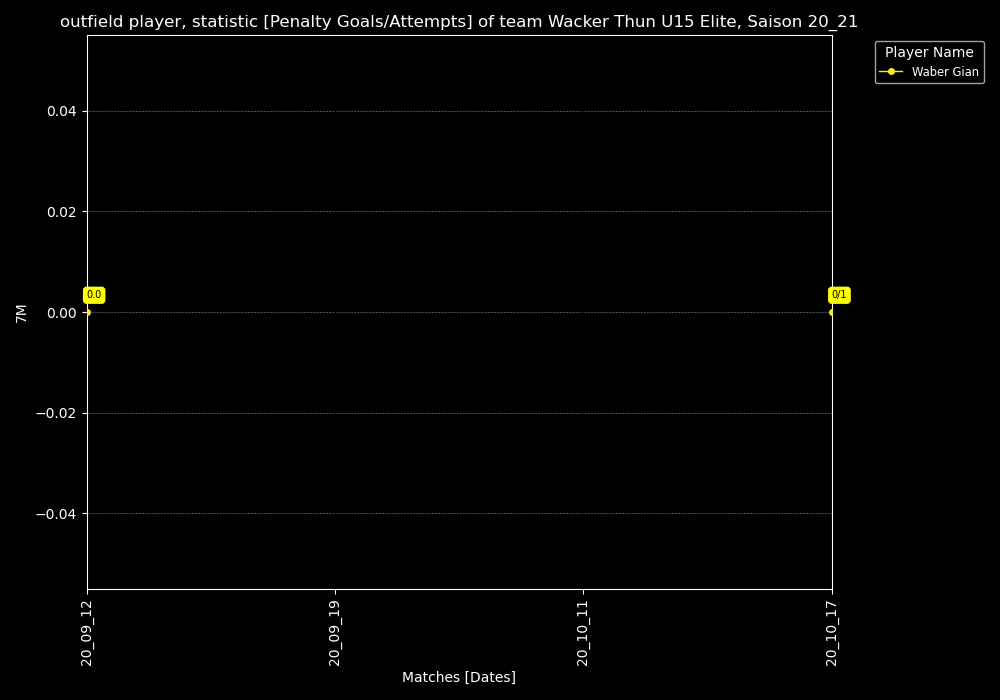 outfield player, statistic [Penalty Goals/Attempts] of team Wacker Thun U15 Elite, Saison 20_21
Player Name
Waber Gian
0.04
0.02
0.00
−0.02
−0.04
7M
0.0
0/1
20_09_12
20_09_19
20_10_11
20_10_17
Matches [Dates]